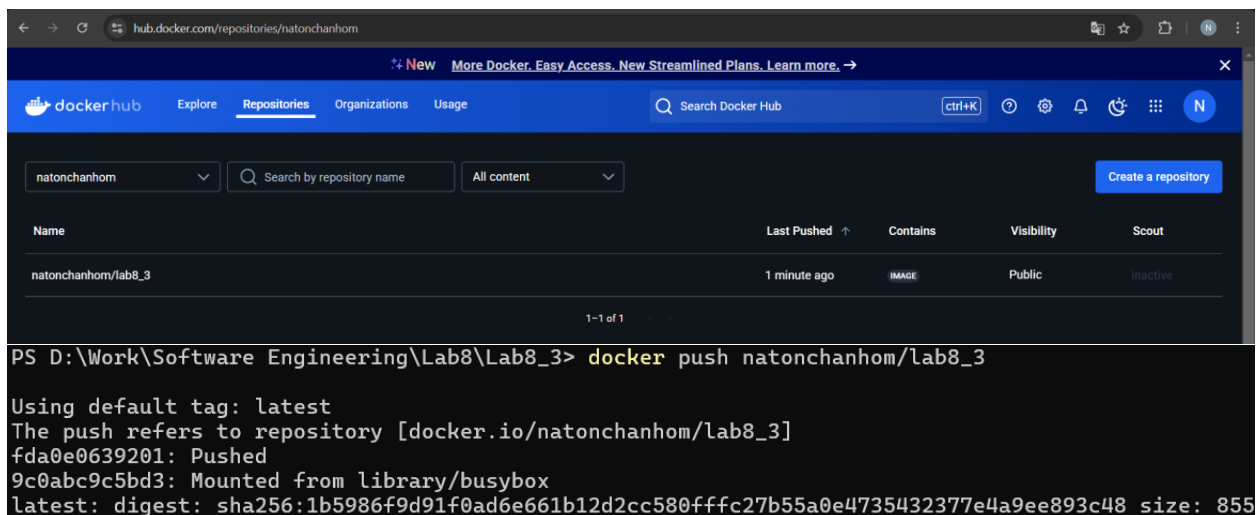 hub.docker.com/repositories/natonchanhom
N
New More Docker. Easy Access. New Streamlined Plans. Learn more. →
dockerhub Explore Repositories Organizations Usage Search Docker Hub ctrl+K N
natonchanhom Search by repository name All content Create a repository
Name Last Pushed ↑ Contains Visibility Scout
natonchanhom/lab8_3 1 minute ago IMAGE Public Inactive
1–1 of 1
PS D:\Work\Software Engineering\Lab8\Lab8_3> docker push natonchanhom/lab8_3
Using default tag: latest
The push refers to repository [docker.io/natonchanhom/lab8_3]
fda0e0639201: Pushed
9c0abc9c5bd3: Mounted from library/busybox
latest: digest: sha256:1b5986f9d91f0ad6e661b12d2cc580fffc27b55a0e4735432377e4a9ee893c48 size: 855